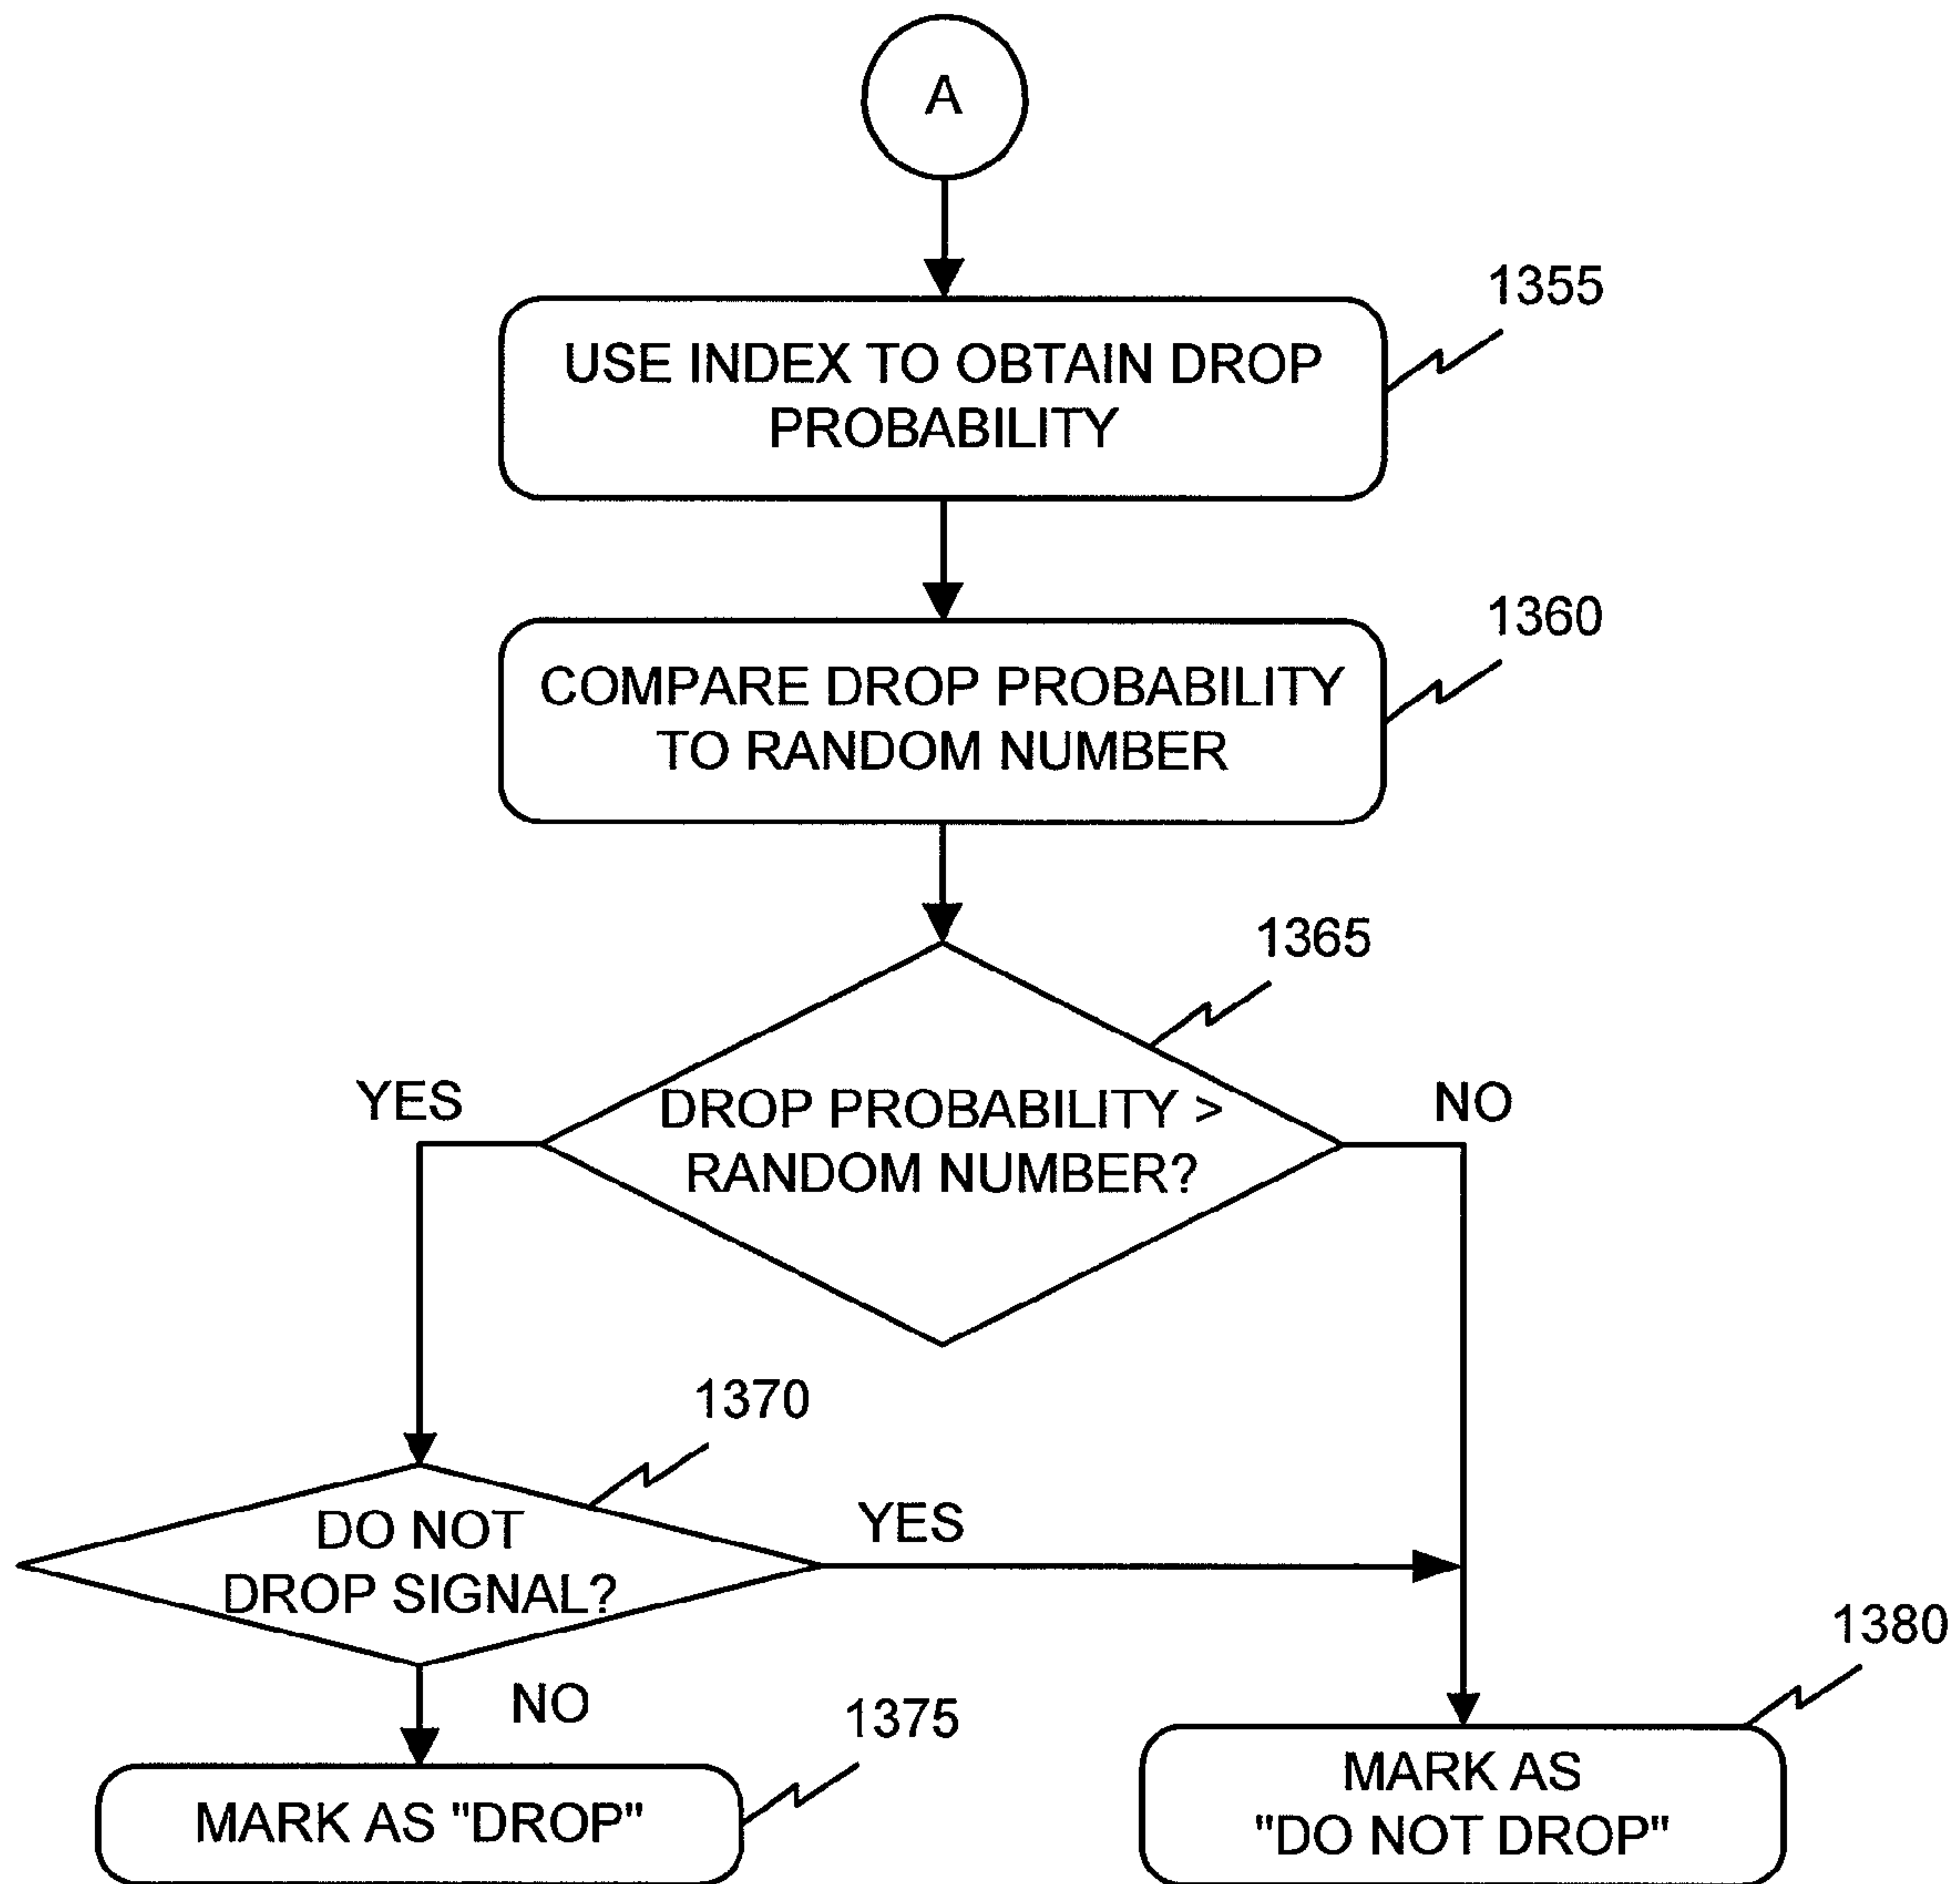 A
1355
USE INDEX TO OBTAIN DROP
PROBABILITY
1360
COMPARE DROP PROBABILITY
TO RANDOM NUMBER
1365
YES
DROP PROBABILITY >
RANDOM NUMBER?
NO
1370
DO NOT
DROP SIGNAL?
YES
1380
NO
1375
MARK AS "DROP"
MARK AS
"DO NOT DROP"